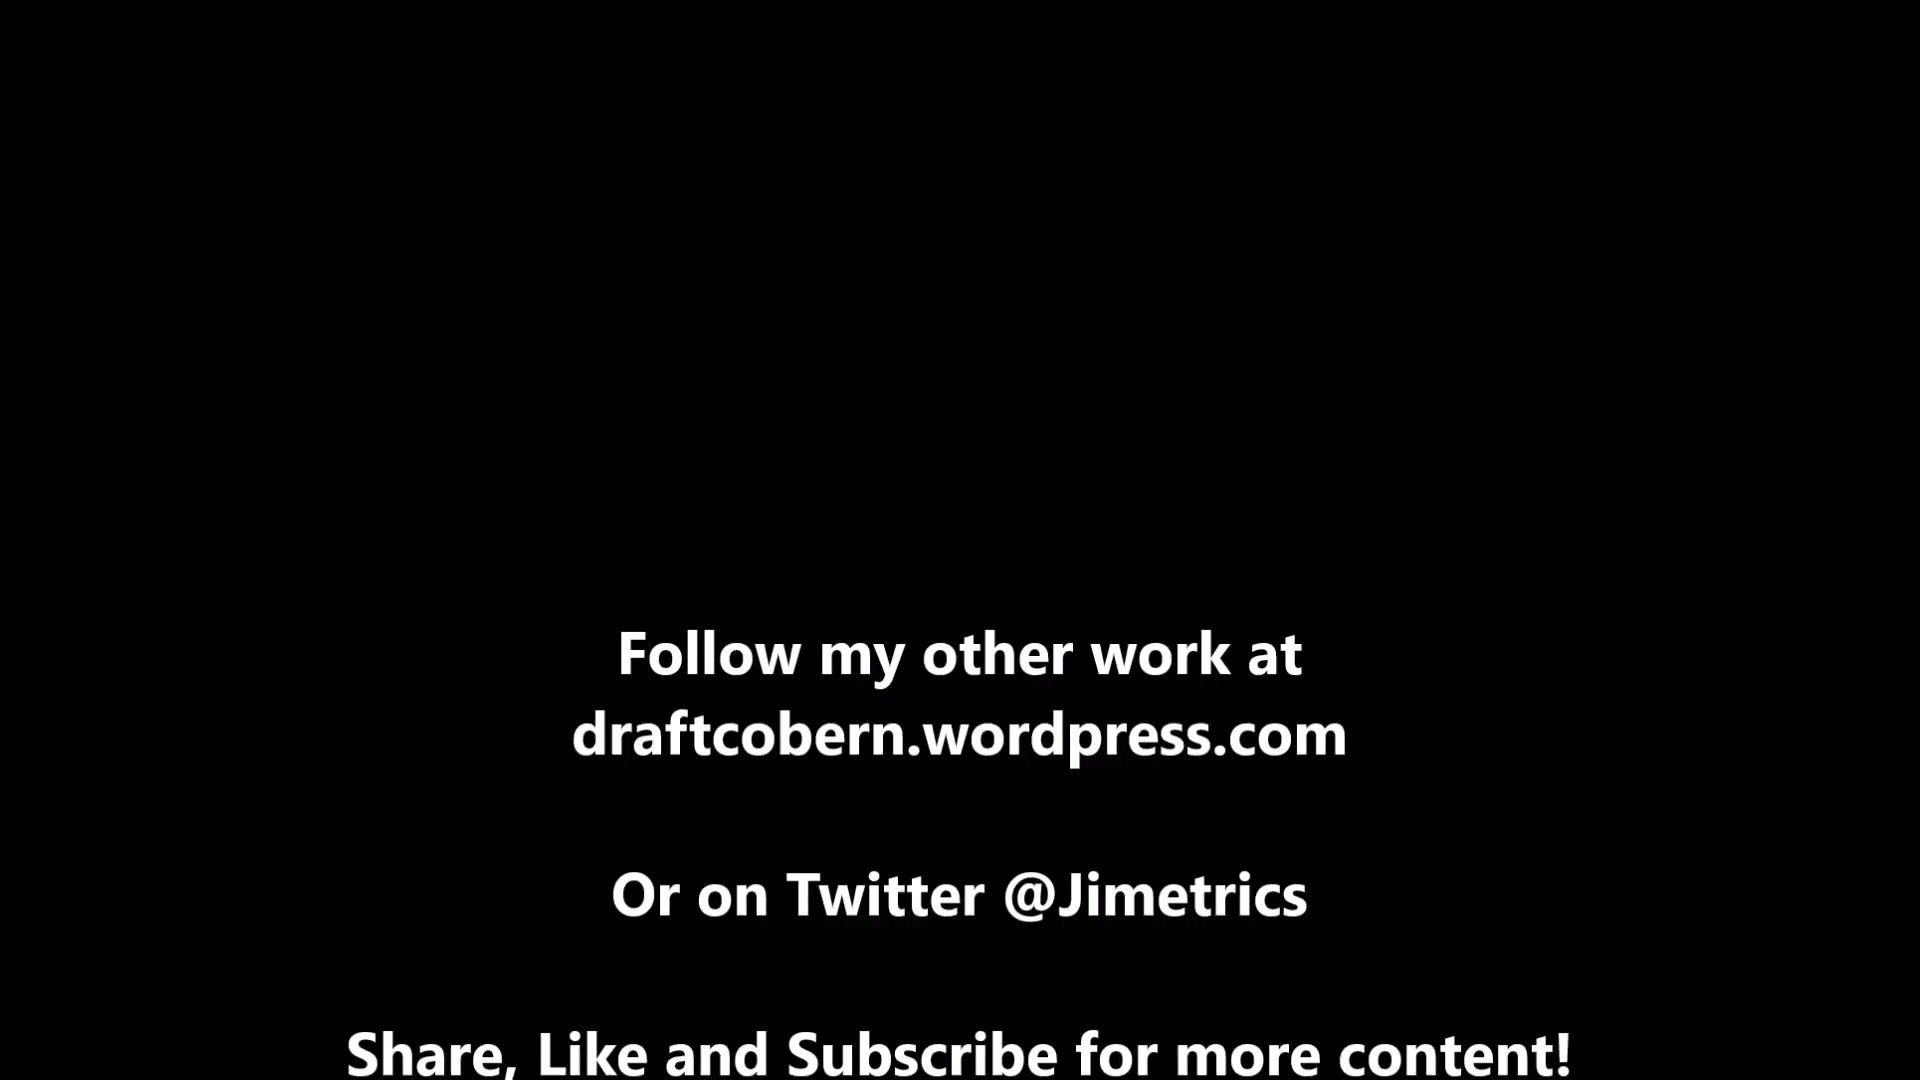 Follow my other work at
draftcobern.wordpress.com
Or on Twitter @Jimetrics
Share, Like and Subscribe for more content!